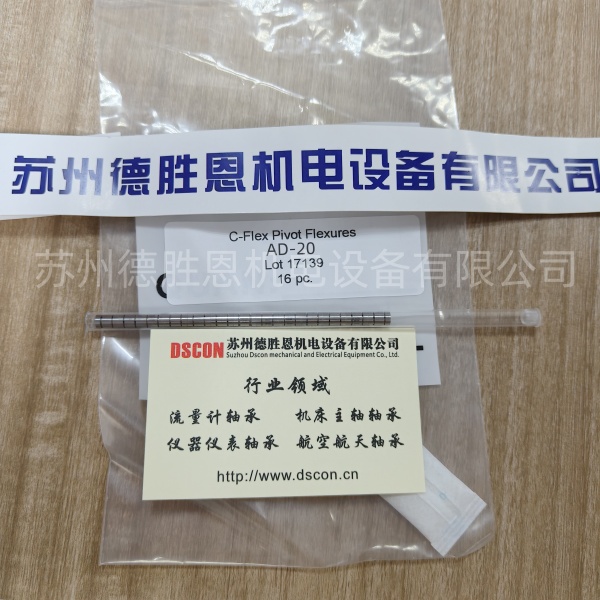 苏州德胜恩机电设备有限公司
C-Flex Pivot Flexures
AD-20
Lot 17139
16 pc.
苏州德胜恩机电设备有限公司
DSCON 苏州德胜恩机电设备有限公司
Suzhou Dscon mechanical and Electrical Equipment Co., Ltd.
行业领域
流量计轴承 机床主轴轴承
仪器仪表轴承 航空航天轴承
http://www.dscon.cn